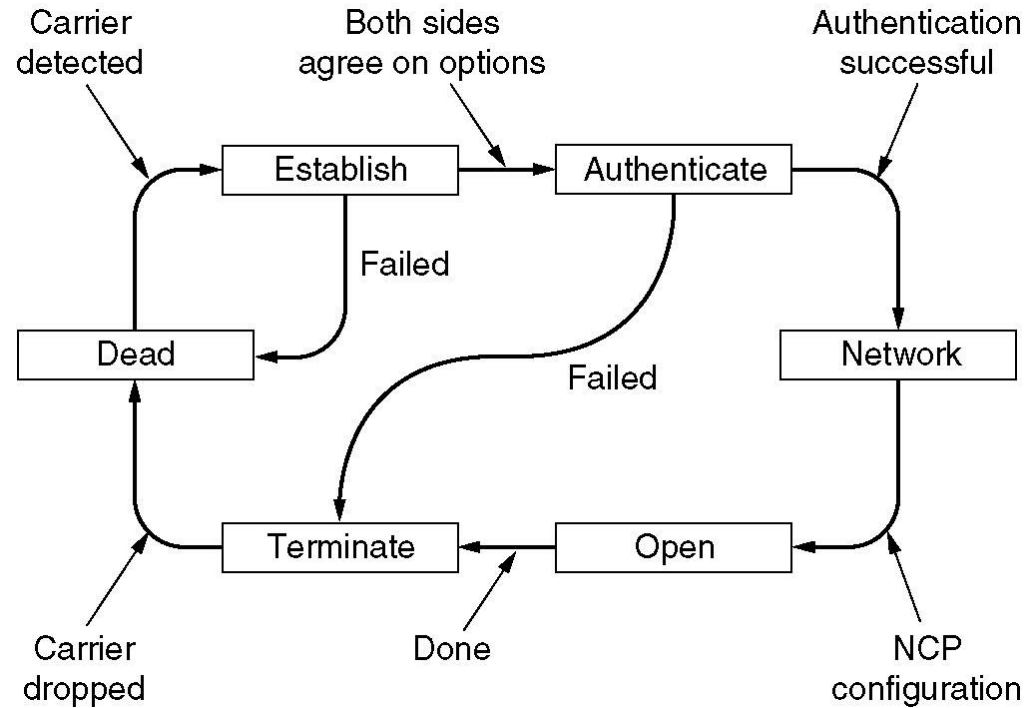 Carrier
detected
Both sides
agree on options
Authentication
successful
Establish
Authenticate
Failed
Dead
Network
Failed
Terminate
Open
Carrier
dropped
Done
NCP
configuration